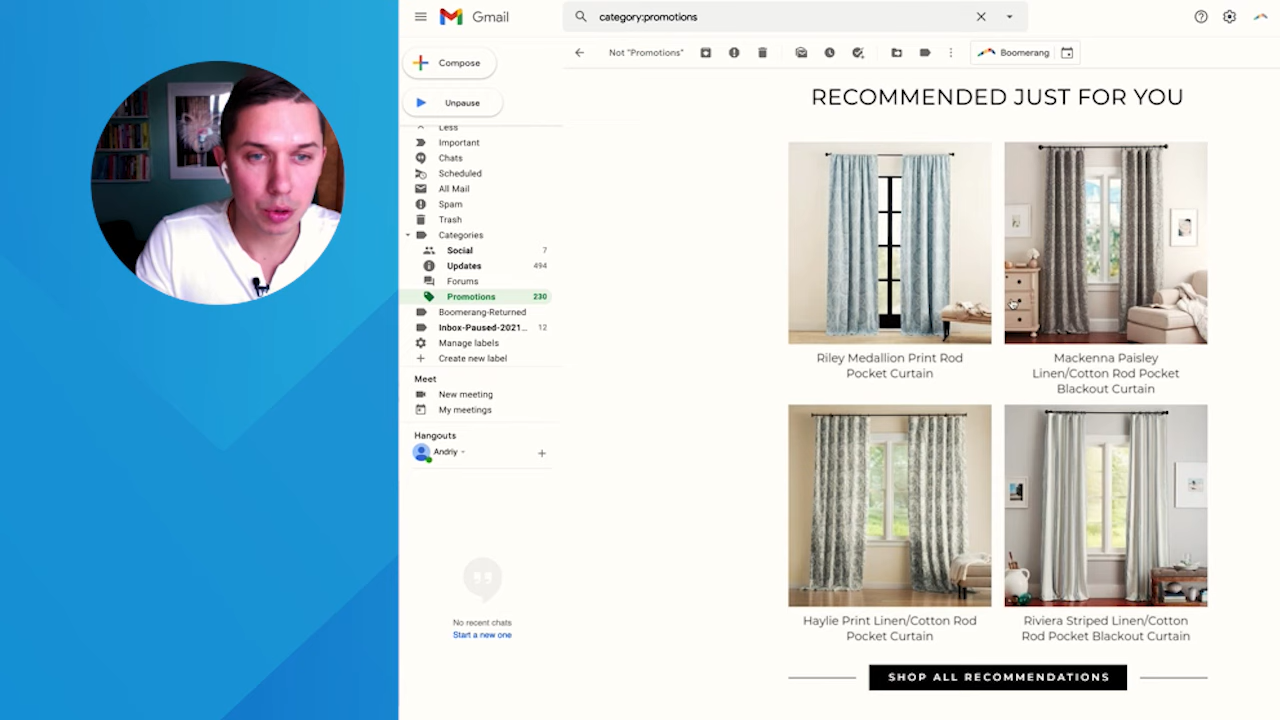 Gmail
category:promotions
Compose
Not "Promotions"
Boomerang
Unpause
Less
Important
Chats
Scheduled
All Mail
Spam
Trash
Categories
Social 7
Updates 494
Forums
Promotions 230
Boomerang-Returned
Inbox-Paused-2021... 12
Manage labels
Create new label
Meet
New meeting
My meetings
Hangouts
Andriy
No recent chats
Start a new one
RECOMMENDED JUST FOR YOU
Riley Medallion Print Rod
Pocket Curtain
Mackenna Paisley
Linen/Cotton Rod Pocket
Blackout Curtain
Haylie Print Linen/Cotton Rod
Pocket Curtain
Riviera Striped Linen/Cotton
Rod Pocket Blackout Curtain
SHOP ALL RECOMMENDATIONS